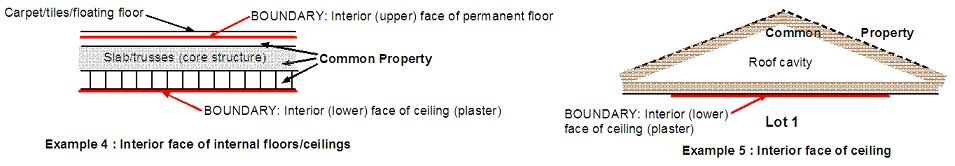 Carpet/tiles/floating floor
BOUNDARY: Interior (upper) face of permanent floor
Slab/trusses (core structure)
Common Property
BOUNDARY: Interior (lower) face of ceiling (plaster)
Example 4 : Interior face of internal floors/ceilings
Common Property
Roof cavity
BOUNDARY: Interior (lower)
face of ceiling (plaster)
Lot 1
Example 5 : Interior face of ceiling